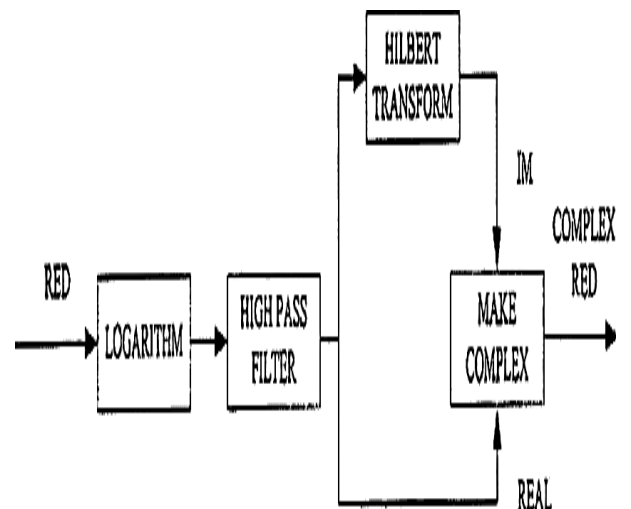 HILBERT
TRANSFORM
IM
COMPLEX
RED
RED
LOGARITHM
HIGH PASS
FILTER
MAKE
COMPLEX
REAL